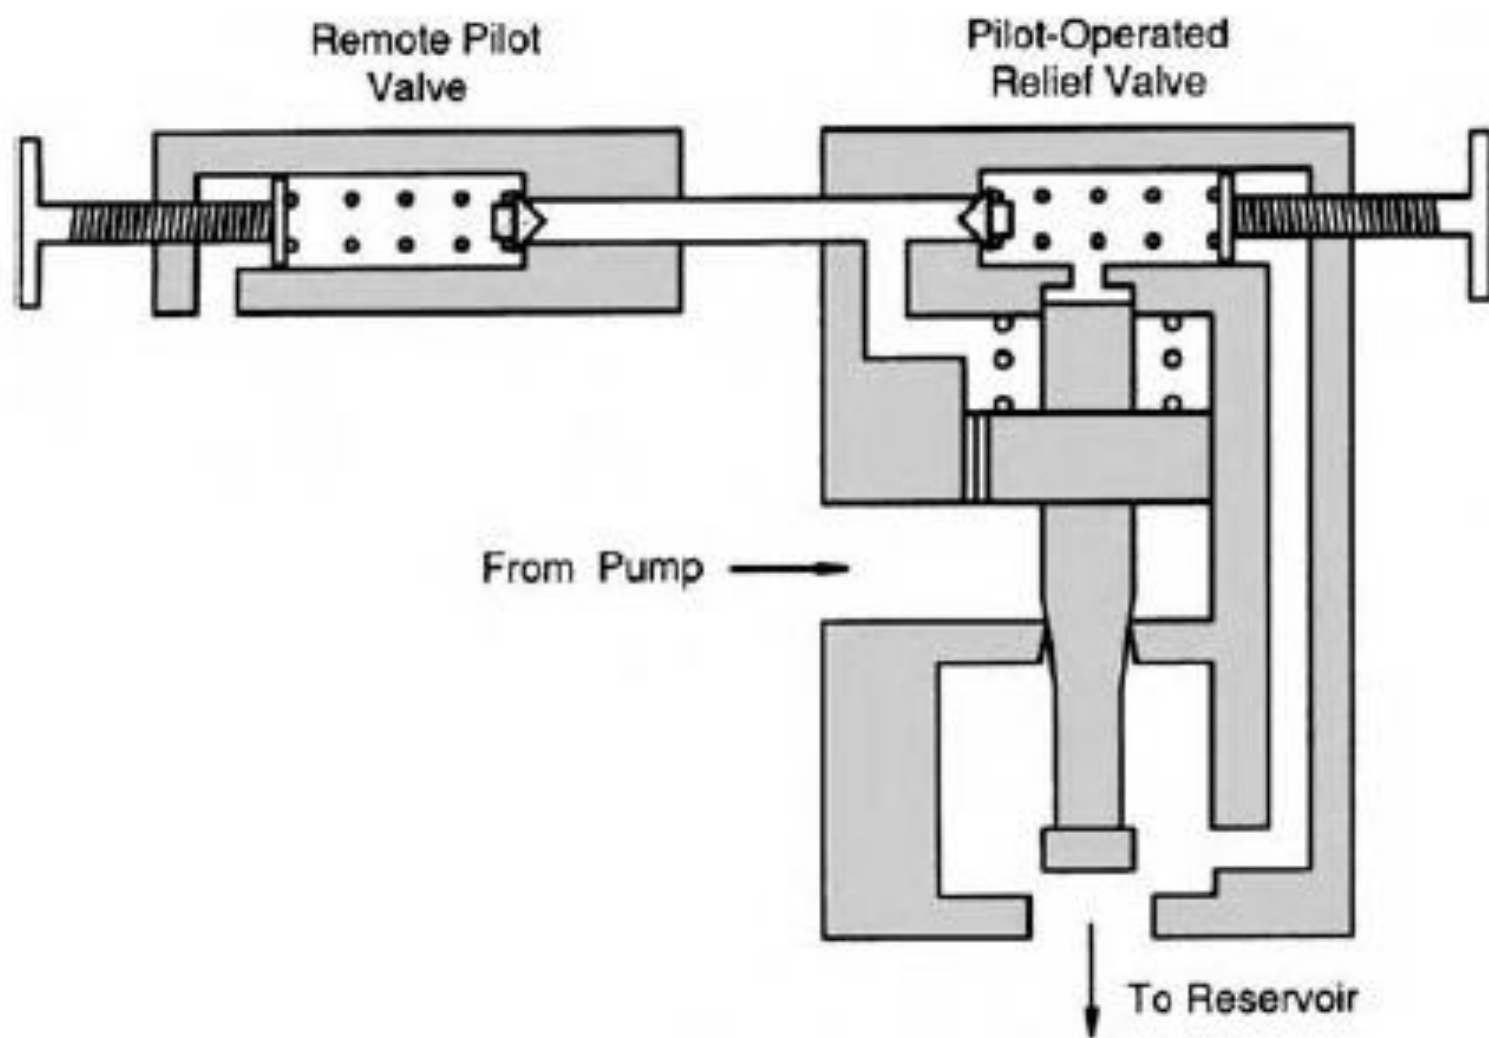 Remote Pilot
Valve
Pilot-Operated
Relief Valve
From Pump
To Reservoir